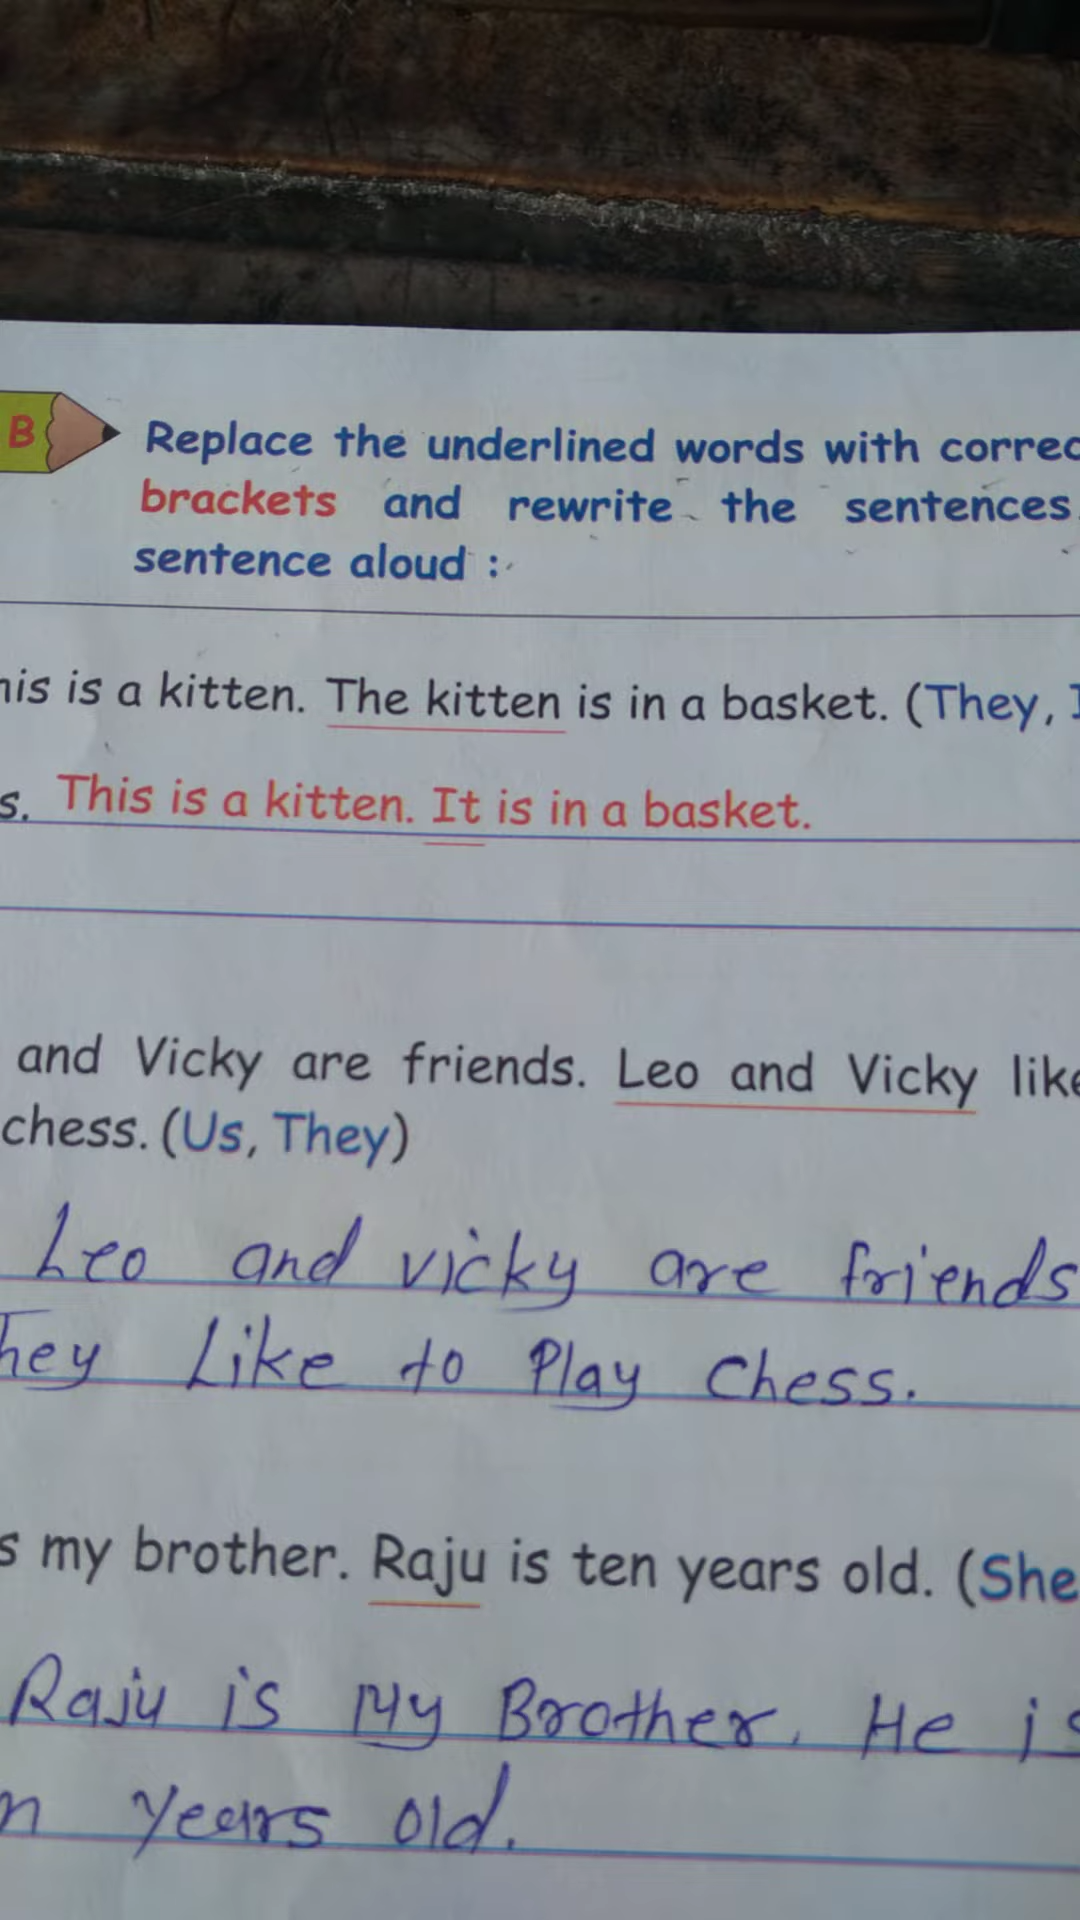 B
Replace the underlined words with correc
brackets and rewrite the sentences
sentence aloud :
his is a kitten. The kitten is in a basket. (They, I
s. This is a kitten. It is in a basket.
and Vicky are friends. Leo and Vicky like
chess. (Us, They)
Leo and vicky are friends
They Like to Play Chess.
s my brother. Raju is ten years old. (She
Raju is My Brother. He is
n years old.